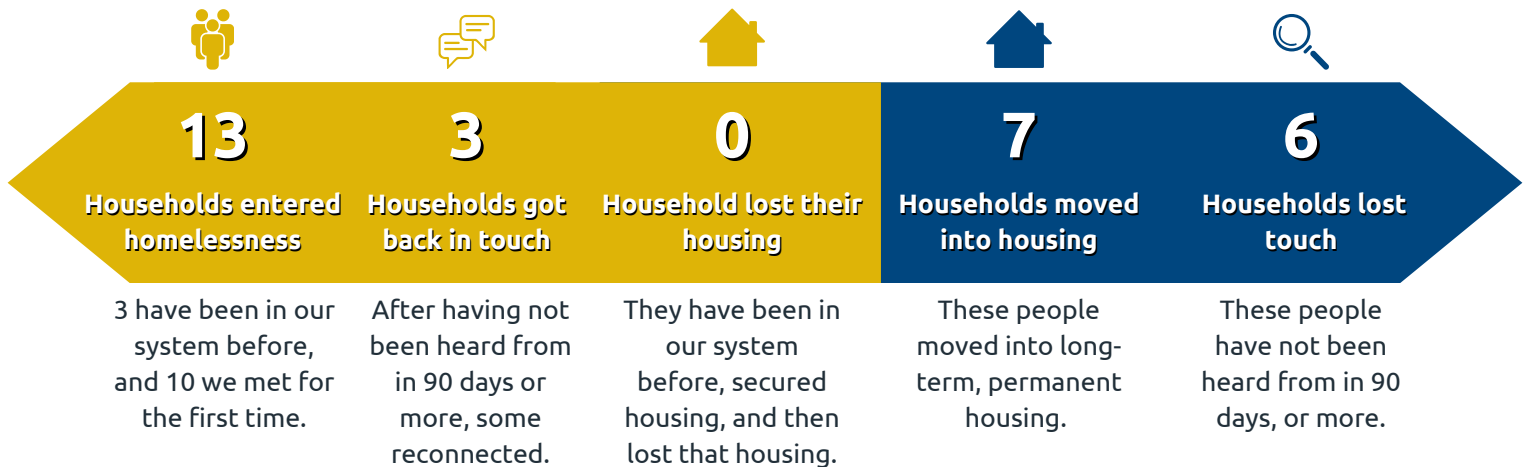 13
Households entered
homelessness
3 have been in our
system before,
and 10 we met for
the first time.
3
Households got
back in touch
After having not
been heard from
in 90 days or
more, some
reconnected.
0
Household lost their
housing
They have been in
our system
before, secured
housing, and then
lost that housing.
7
Households moved
into housing
These people
moved into long-
term, permanent
housing.
6
Households lost
touch
These people
have not been
heard from in 90
days, or more.